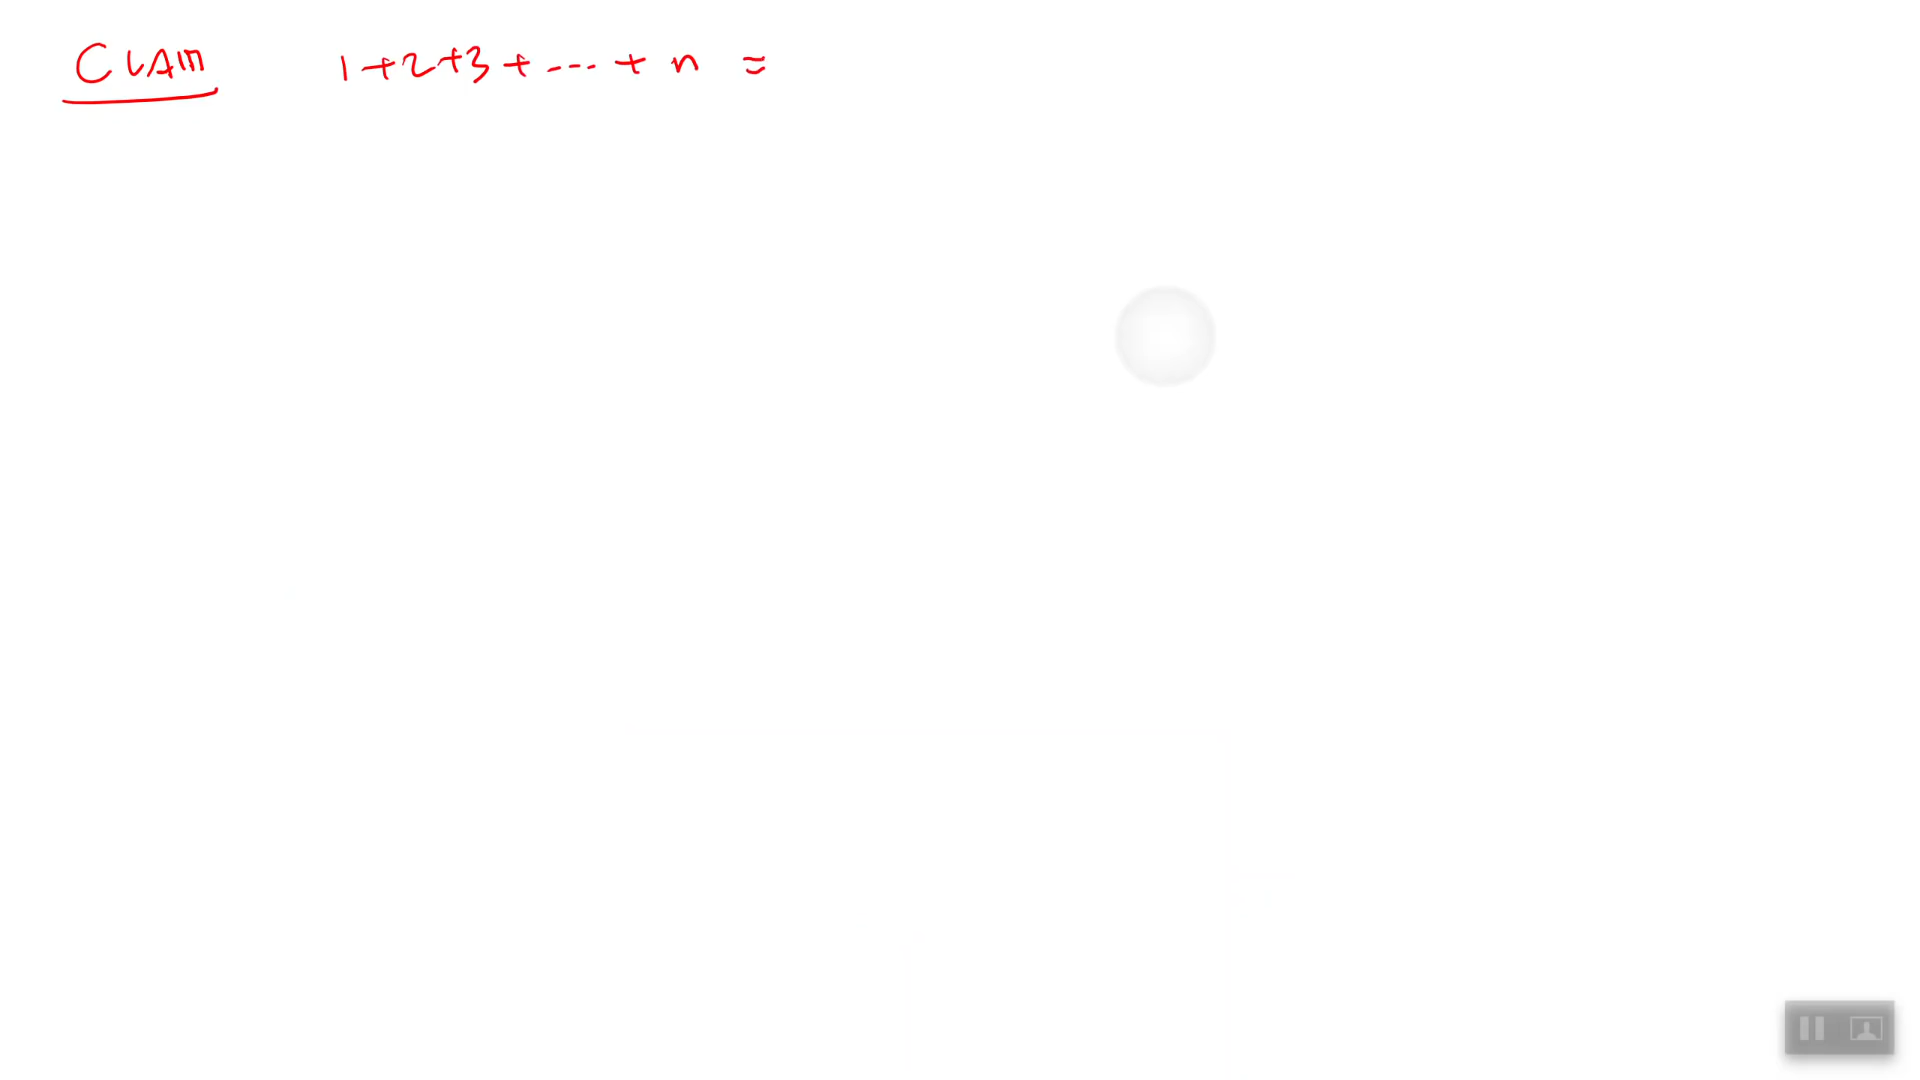 CLAIM 1+2+3+...+ n =